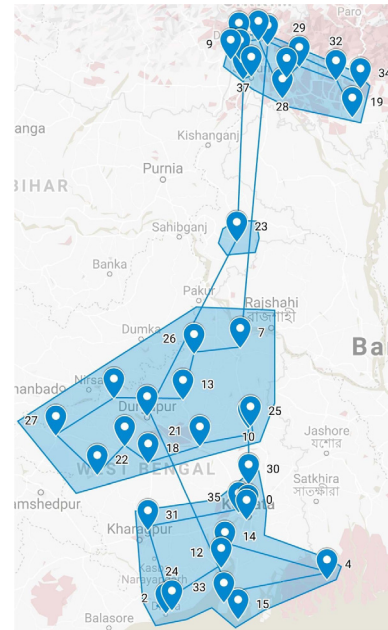 Paro
29
9
32
34
37
19
28
anga
Kishanganj
Purnia
BIHAR
23
Sahibganj
Banka
Pakur
Rajshahi
রাজশাহী
Dumka
26
7
Ba
nanbado
Nirsa
13
27
Durgapur
25
21
10
Jashore
যশোর
18
22
WEST BENGAL
30
Satkhira
সাতক্ষীরা
amshedpur
35
0
Kolkata
31
Kharagpur
14
12
4
24
Narayangarh
33
2
15
Balasore